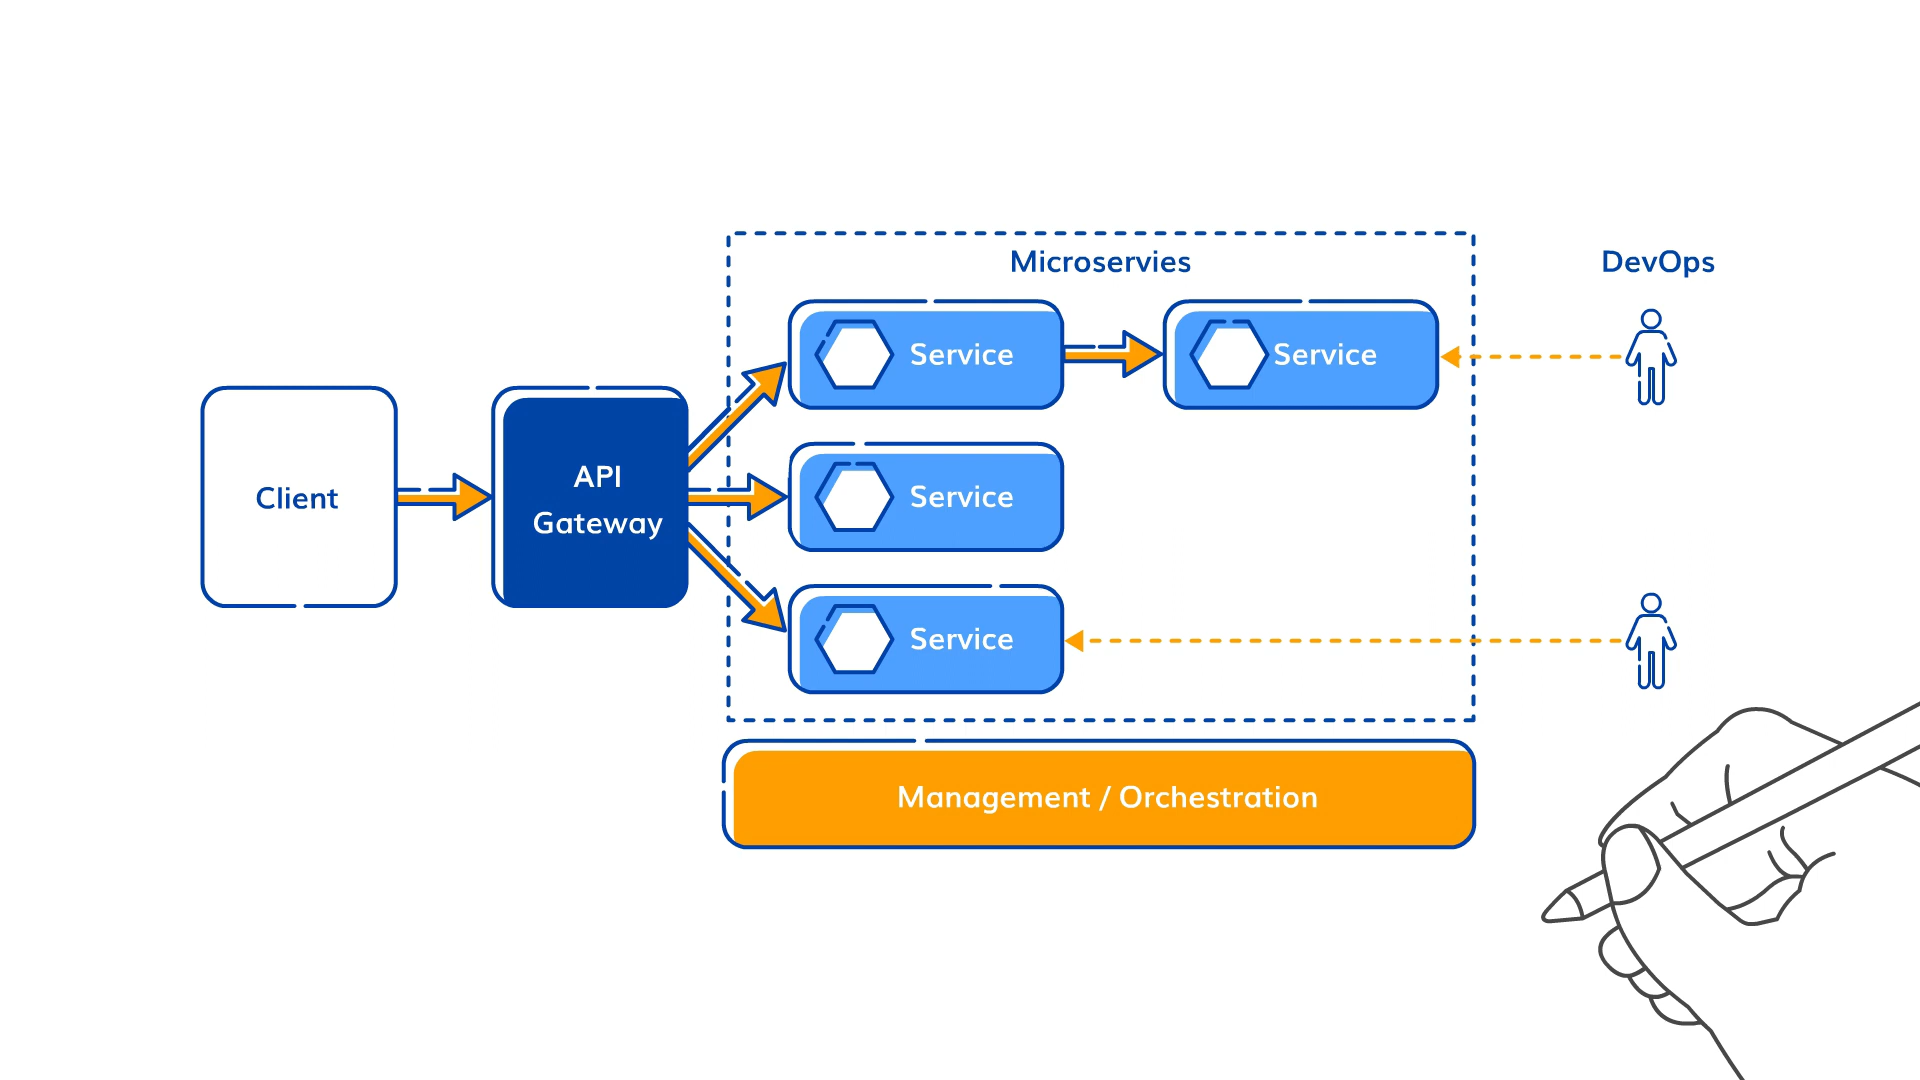 Microservies
DevOps
Service
Service
Client
API
Gateway
Service
Service
Management / Orchestration